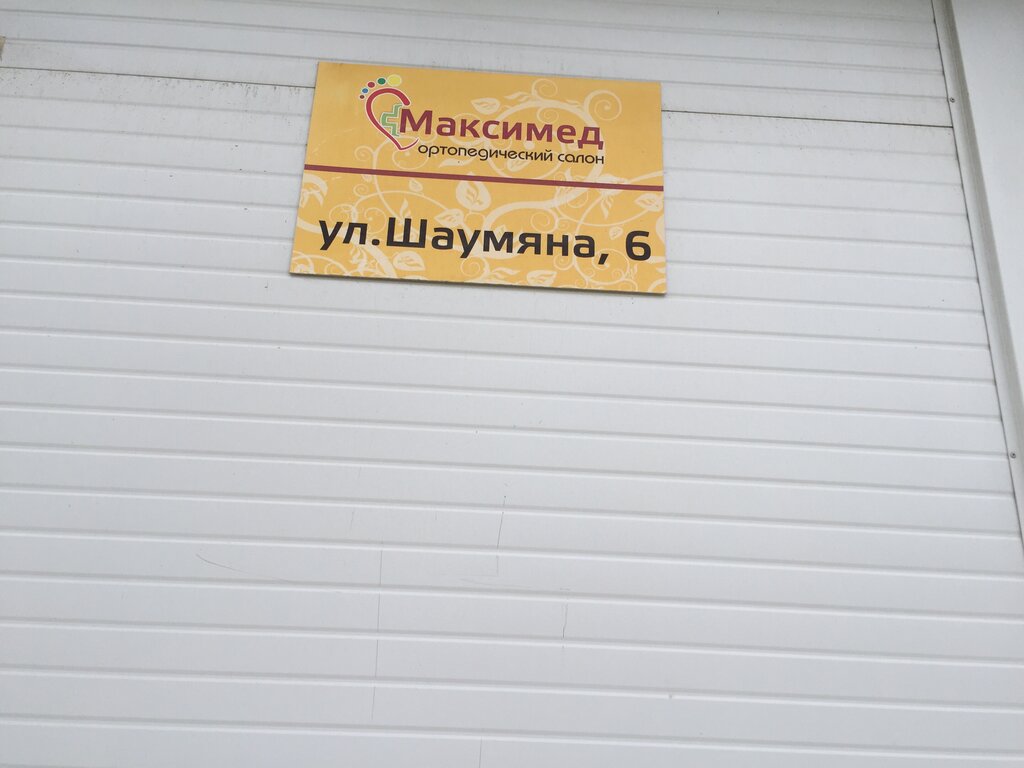 Максимед
ортопедический салон
ул.Шаумяна, 6